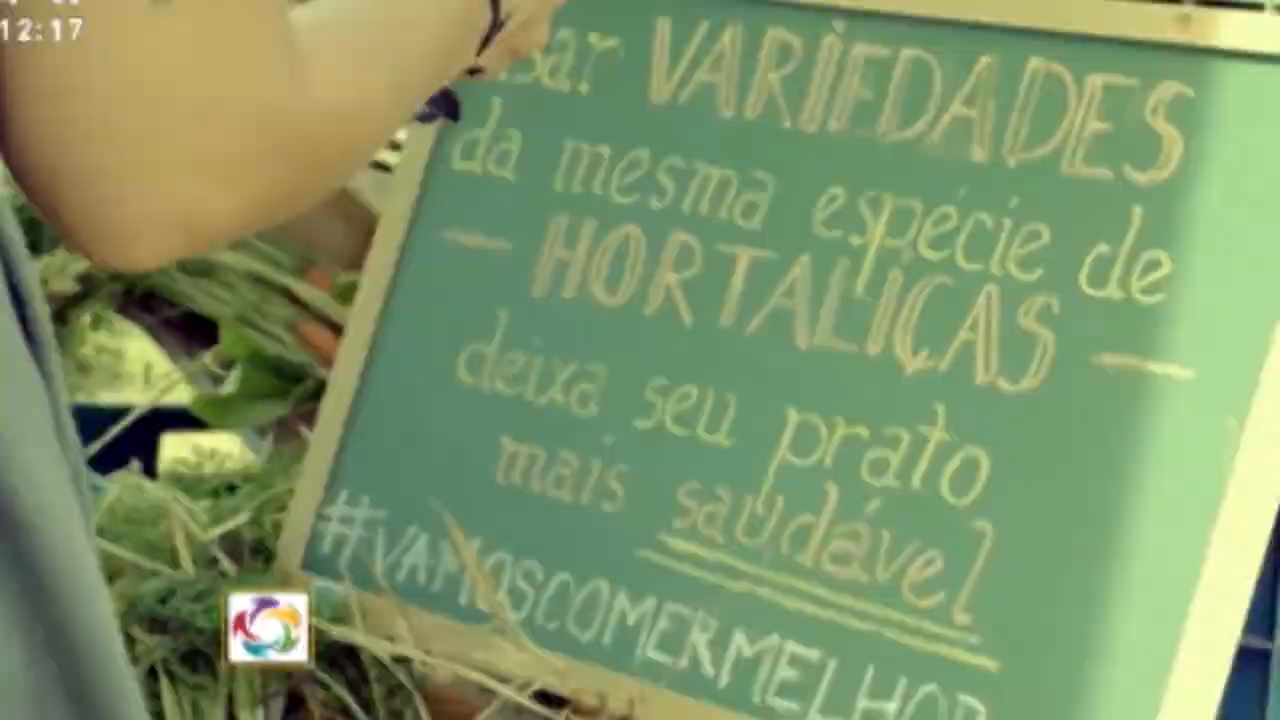 12:17
VARIEDADES
da mesma espécie de
— HORTALIÇAS —
deixa seu prato
mais saudável
#VAMOSCOMERMELHOR